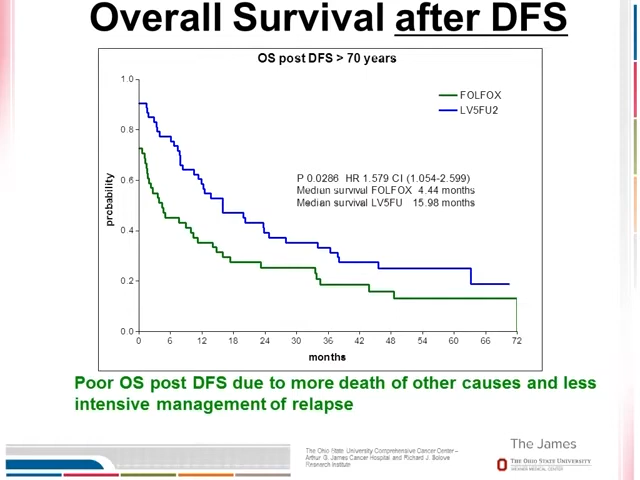 Overall Survival after DFS
OS post DFS > 70 years
FOLFOX
LV5FU2
P 0.0286 HR 1.579 CI (1.054-2.599)
Median survival FOLFOX 4.44 months
Median survival LV5FU 15.98 months
probability
1.0
0.8
0.6
0.4
0.2
0.0
0 6 12 18 24 30 36 42 48 54 60 66 72
months
Poor OS post DFS due to more death of other causes and less
intensive management of relapse
The Ohio State University Comprehensive Cancer Center –
Arthur G. James Cancer Hospital and Richard J. Solove
Research Institute
The James
THE OHIO STATE UNIVERSITY
WEXNER MEDICAL CENTER